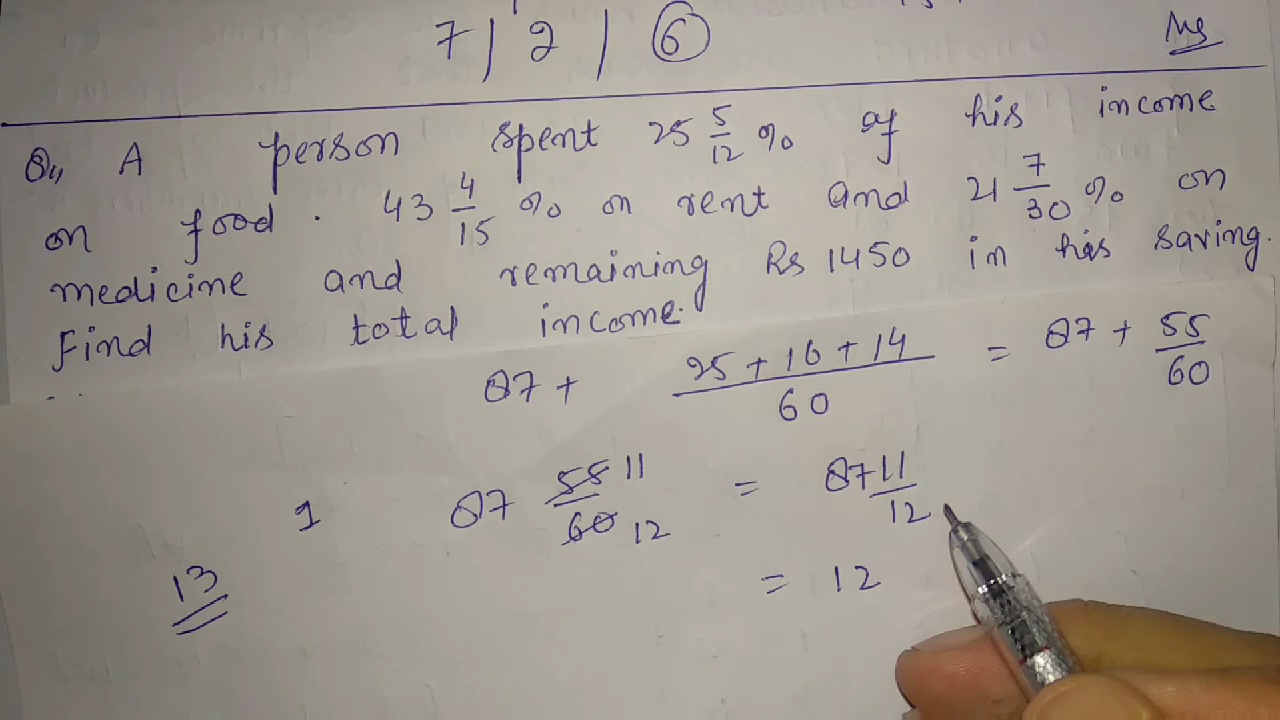 7 | 2 | 6
Ans
Q,, A person spent 25 5/12 % of his income
on food . 43 4/15 % on rent and 21 7/30 % on
medicine and remaining Rs 1450 in his saving.
Find his total income.
87 + (25 + 16 + 14)/60 = 87 + 55/60
1 87 55/60 11/12 = 87 11/12
13 = 12